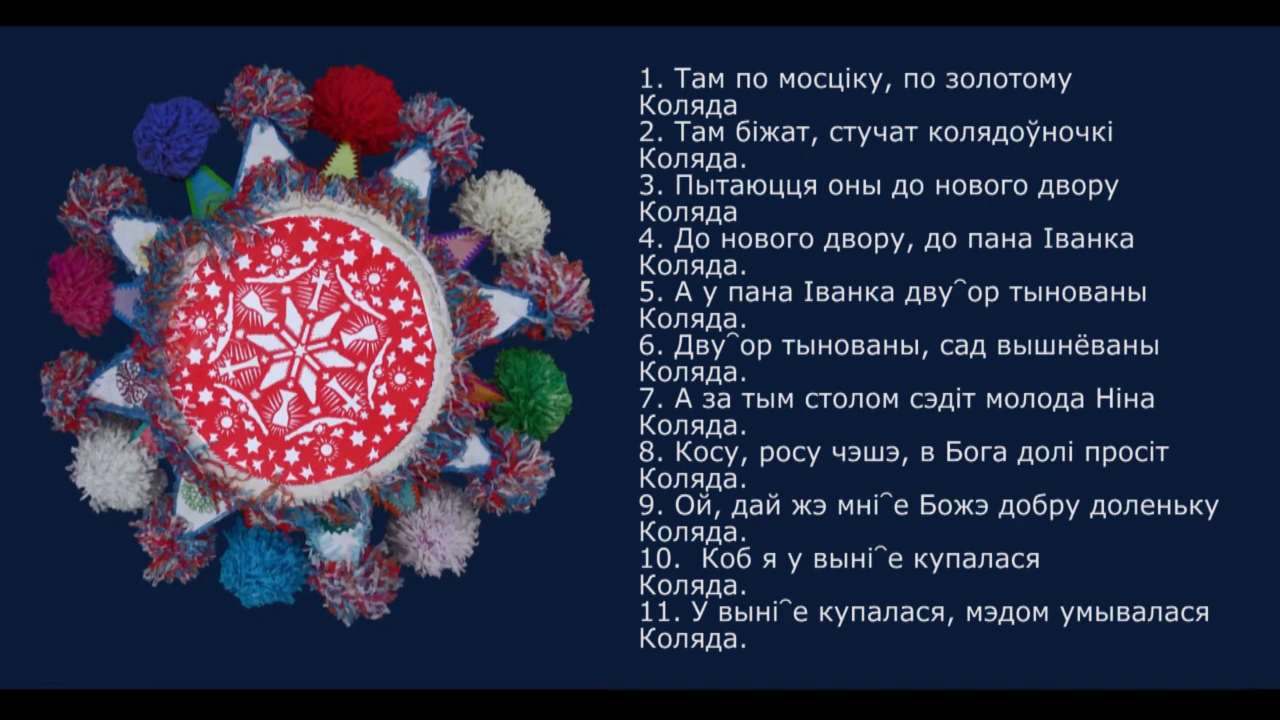 1. Там по мосціку, по золотому
Коляда
2. Там біжат, стучат колядоўночкі
Коляда.
3. Пытаюцця оны до нового двору
Коляда
4. До нового двору, до пана Іванка
Коляда.
5. А у пана Іванка дву͡ор тынованы
Коляда.
6. Дву͡ор тынованы, сад вышнёваны
Коляда.
7. А за тым столом сэдіт молода Ніна
Коляда.
8. Косу, росу чэшэ, в Бога долі просіт
Коляда.
9. Ой, дай жэ мні͡е Божэ добру доленьку
Коляда.
10.  Коб я у выні͡е купалася
Коляда.
11. У выні͡е купалася, мэдом умывалася
Коляда.